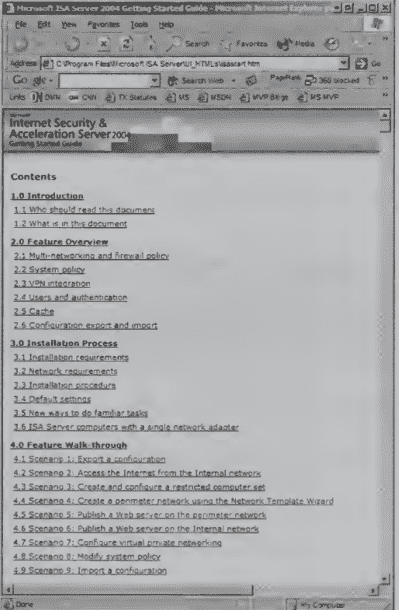 Microsoft ISA Server 2004 Getting Started Guide - Microsoft Internet Explorer
File Edit View Favorites Tools Help
Search Favorites Media
Address C:\Program Files\Microsoft ISA Server\UI_HTMLs\isastart.htm Go
Google Search Web PageRank 360 blocked
Links CNN TX Statutes MS MSDN MVP Blogs MS MVP
Microsoft
Internet Security &
Acceleration Server 2004
Getting Started Guide
Contents
1.0 Introduction
1.1 Who should read this document
1.2 What is in this document
2.0 Feature Overview
2.1 Multi-networking and firewall policy
2.2 System policy
2.3 VPN integration
2.4 Users and authentication
2.5 Cache
2.6 Configuration export and import
3.0 Installation Process
3.1 Installation requirements
3.2 Network requirements
3.3 Installation procedure
3.4 Default settings
3.5 New ways to do familiar tasks
3.6 ISA Server computers with a single network adapter
4.0 Feature Walk-through
4.1 Scenario 1: Export a configuration
4.2 Scenario 2: Access the Internet from the Internal network
4.3 Scenario 3: Create and configure a restricted computer set
4.4 Scenario 4: Create a perimeter network using the Network Template Wizard
4.5 Scenario 5: Publish a Web server on the perimeter network
4.6 Scenario 6: Publish a Web server on the Internal network
4.7 Scenario 7: Configure virtual private networking
4.8 Scenario 8: Modify system policy
4.9 Scenario 9: Import a configuration
Done My Computer